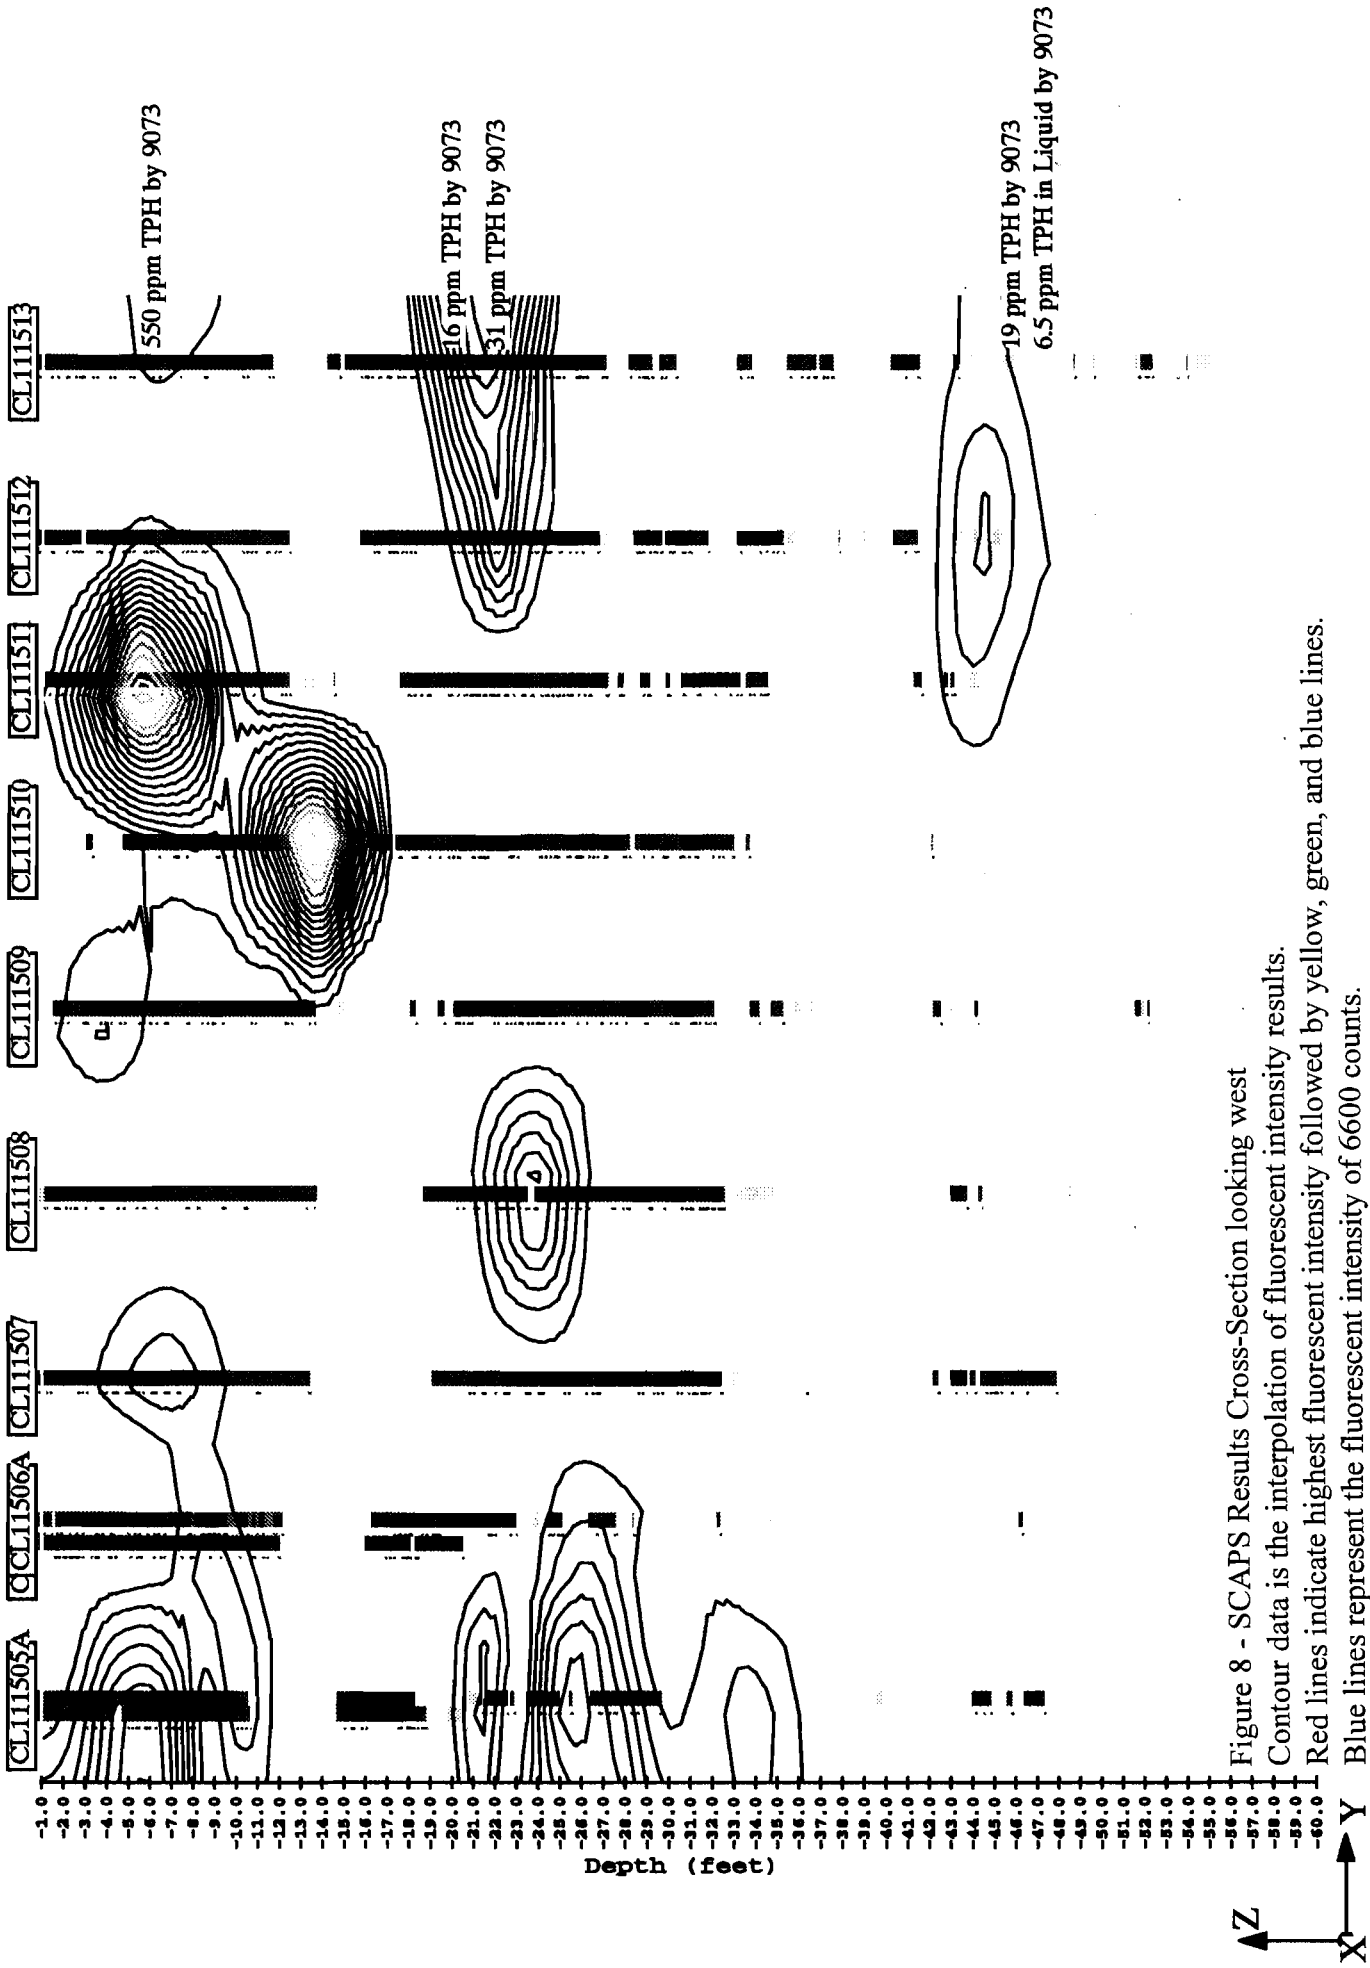 CL11505A
C
CL11506A
CL111507
CL111508
CL111509
CL111510
CL111511
CL111512
CL111513
-1.0
-2.0
-3.0
-4.0
-5.0
-6.0
-7.0
-8.0
-9.0
-10.0
-11.0
-12.0
-13.0
-14.0
-15.0
-16.0
-17.0
-18.0
-19.0
-20.0
-21.0
-22.0
-23.0
-24.0
-25.0
-26.0
-27.0
-28.0
-29.0
-30.0
-31.0
-32.0
-33.0
-34.0
-35.0
-36.0
-37.0
-38.0
-39.0
-40.0
-41.0
-42.0
-43.0
-44.0
-45.0
-46.0
-47.0
-48.0
-49.0
-50.0
-51.0
-52.0
-53.0
-54.0
-55.0
-56.0
-57.0
-58.0
-59.0
-60.0
Depth (feet)
550 ppm TPH by 9073
16 ppm TPH by 9073
31 ppm TPH by 9073
19 ppm TPH by 9073
6.5 ppm TPH in Liquid by 9073
Z
X
Y
Figure 8 - SCAPS Results Cross-Section looking west
Contour data is the interpolation of fluorescent intensity results.
Red lines indicate highest fluorescent intensity followed by yellow, green, and blue lines.
Blue lines represent the fluorescent intensity of 6600 counts.